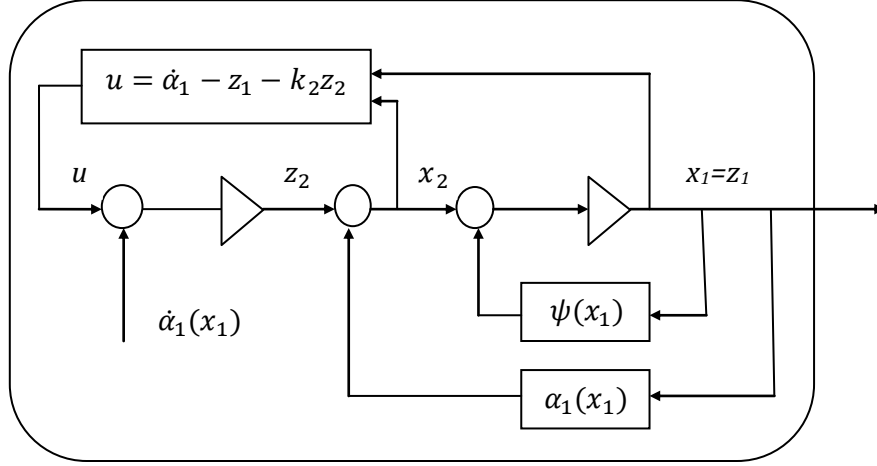 u = α̇₁ − z₁ − k₂z₂
u
z₂
x₂
x₁=z₁
α̇₁(x₁)
ψ(x₁)
α₁(x₁)